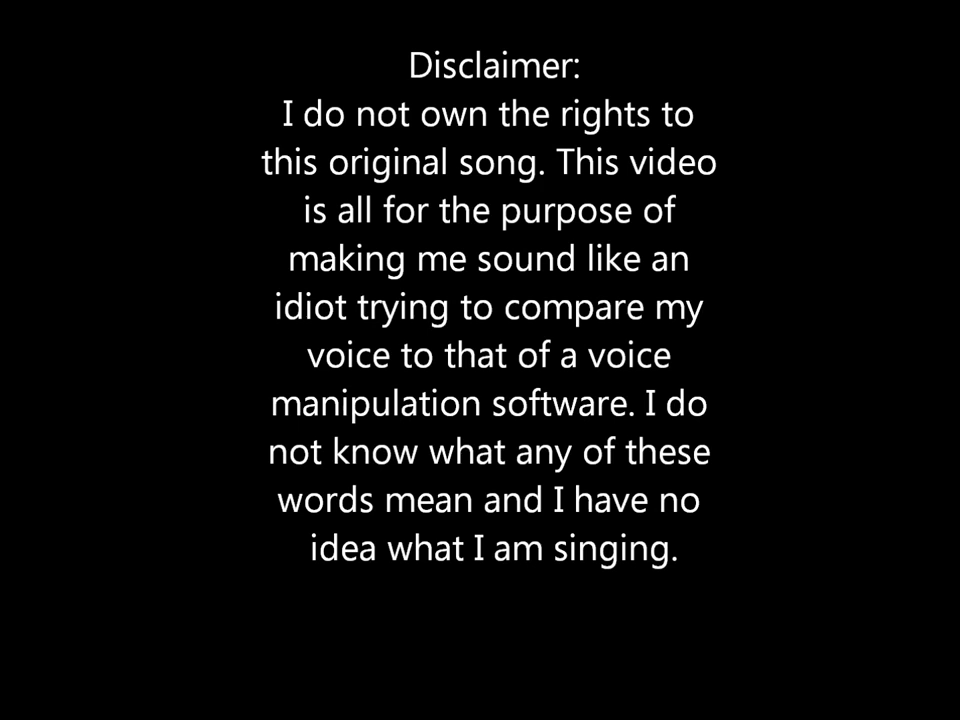 Disclaimer:
I do not own the rights to
this original song. This video
is all for the purpose of
making me sound like an
idiot trying to compare my
voice to that of a voice
manipulation software. I do
not know what any of these
words mean and I have no
idea what I am singing.